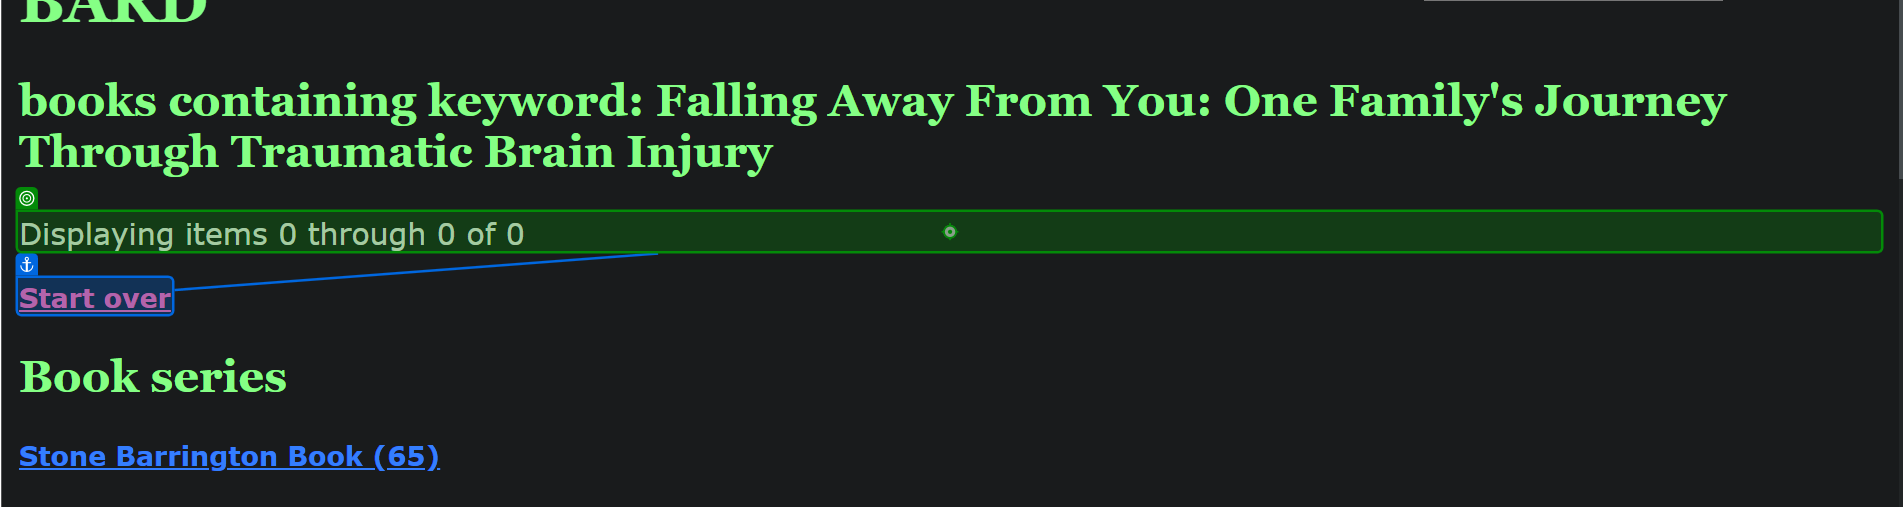 BARD
books containing keyword: Falling Away From You: One Family's Journey
Through Traumatic Brain Injury
Displaying items 0 through 0 of 0
Start over
Book series
Stone Barrington Book (65)